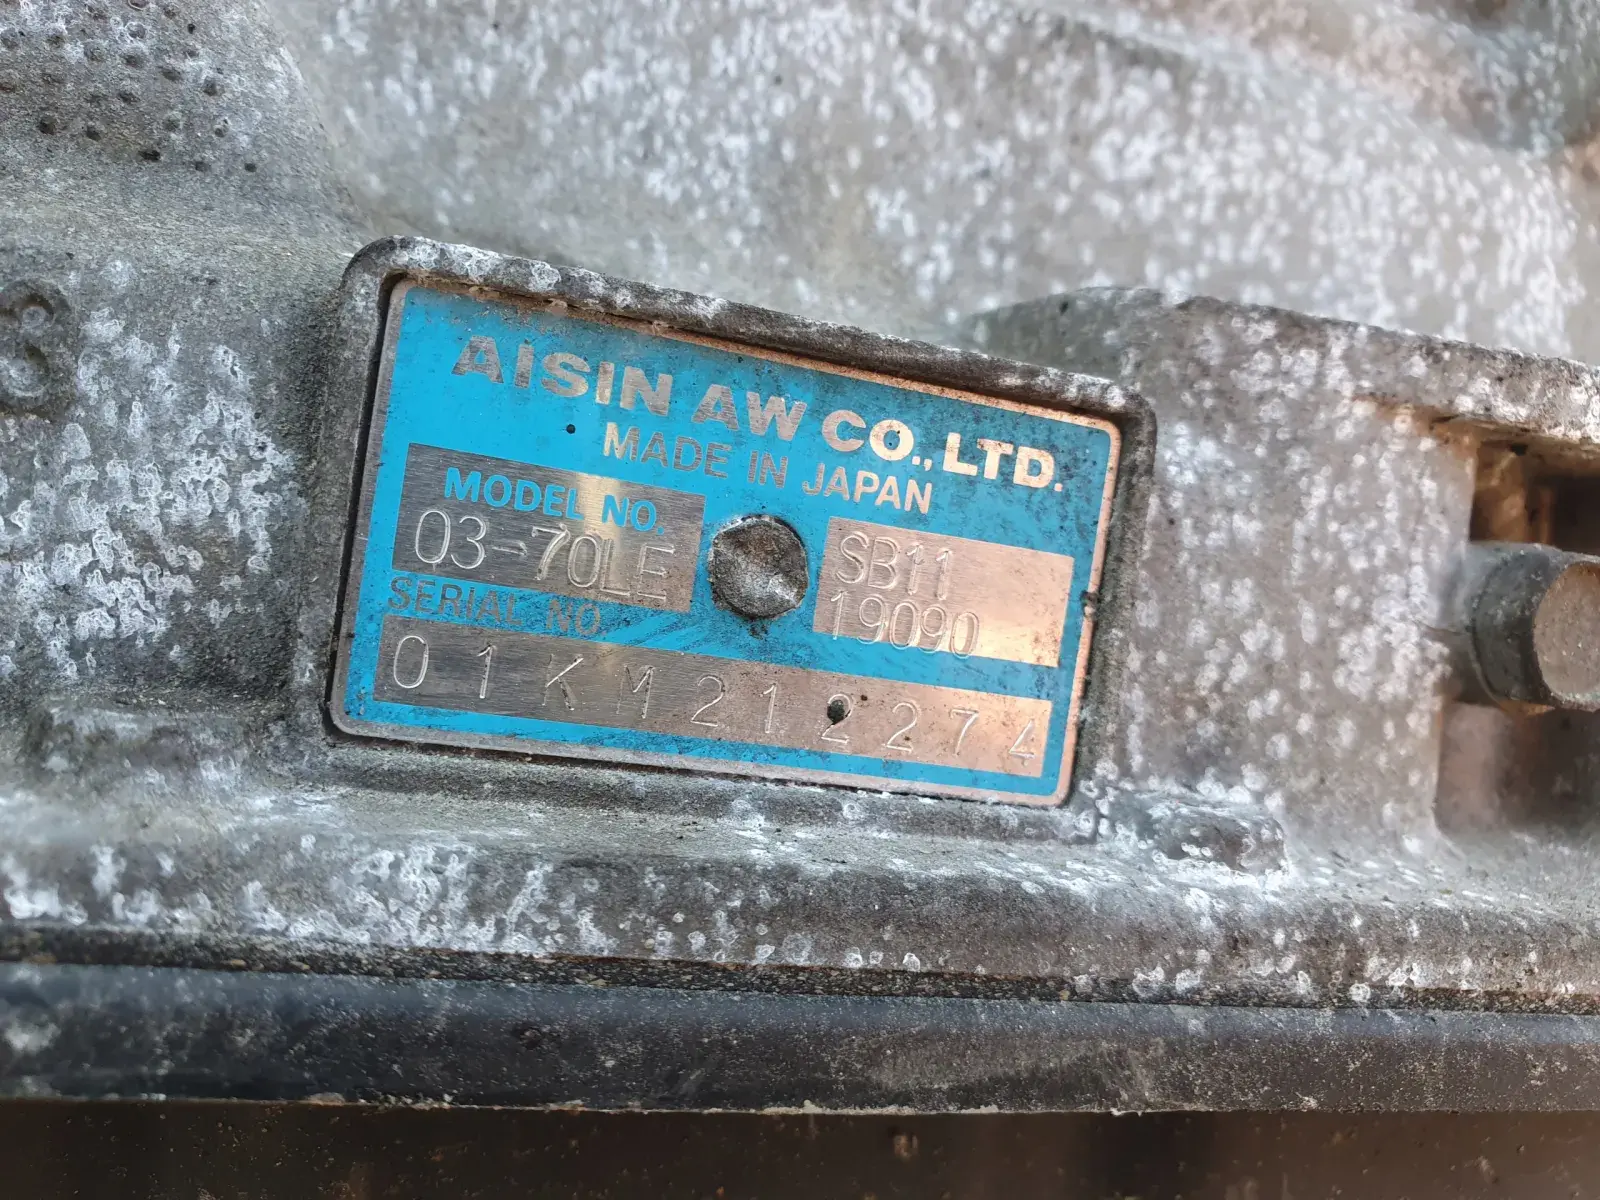 AISIN AW CO., LTD.
MADE IN JAPAN
MODEL NO.
03-70LE
SB11
19090
SERIAL NO
01KM212274